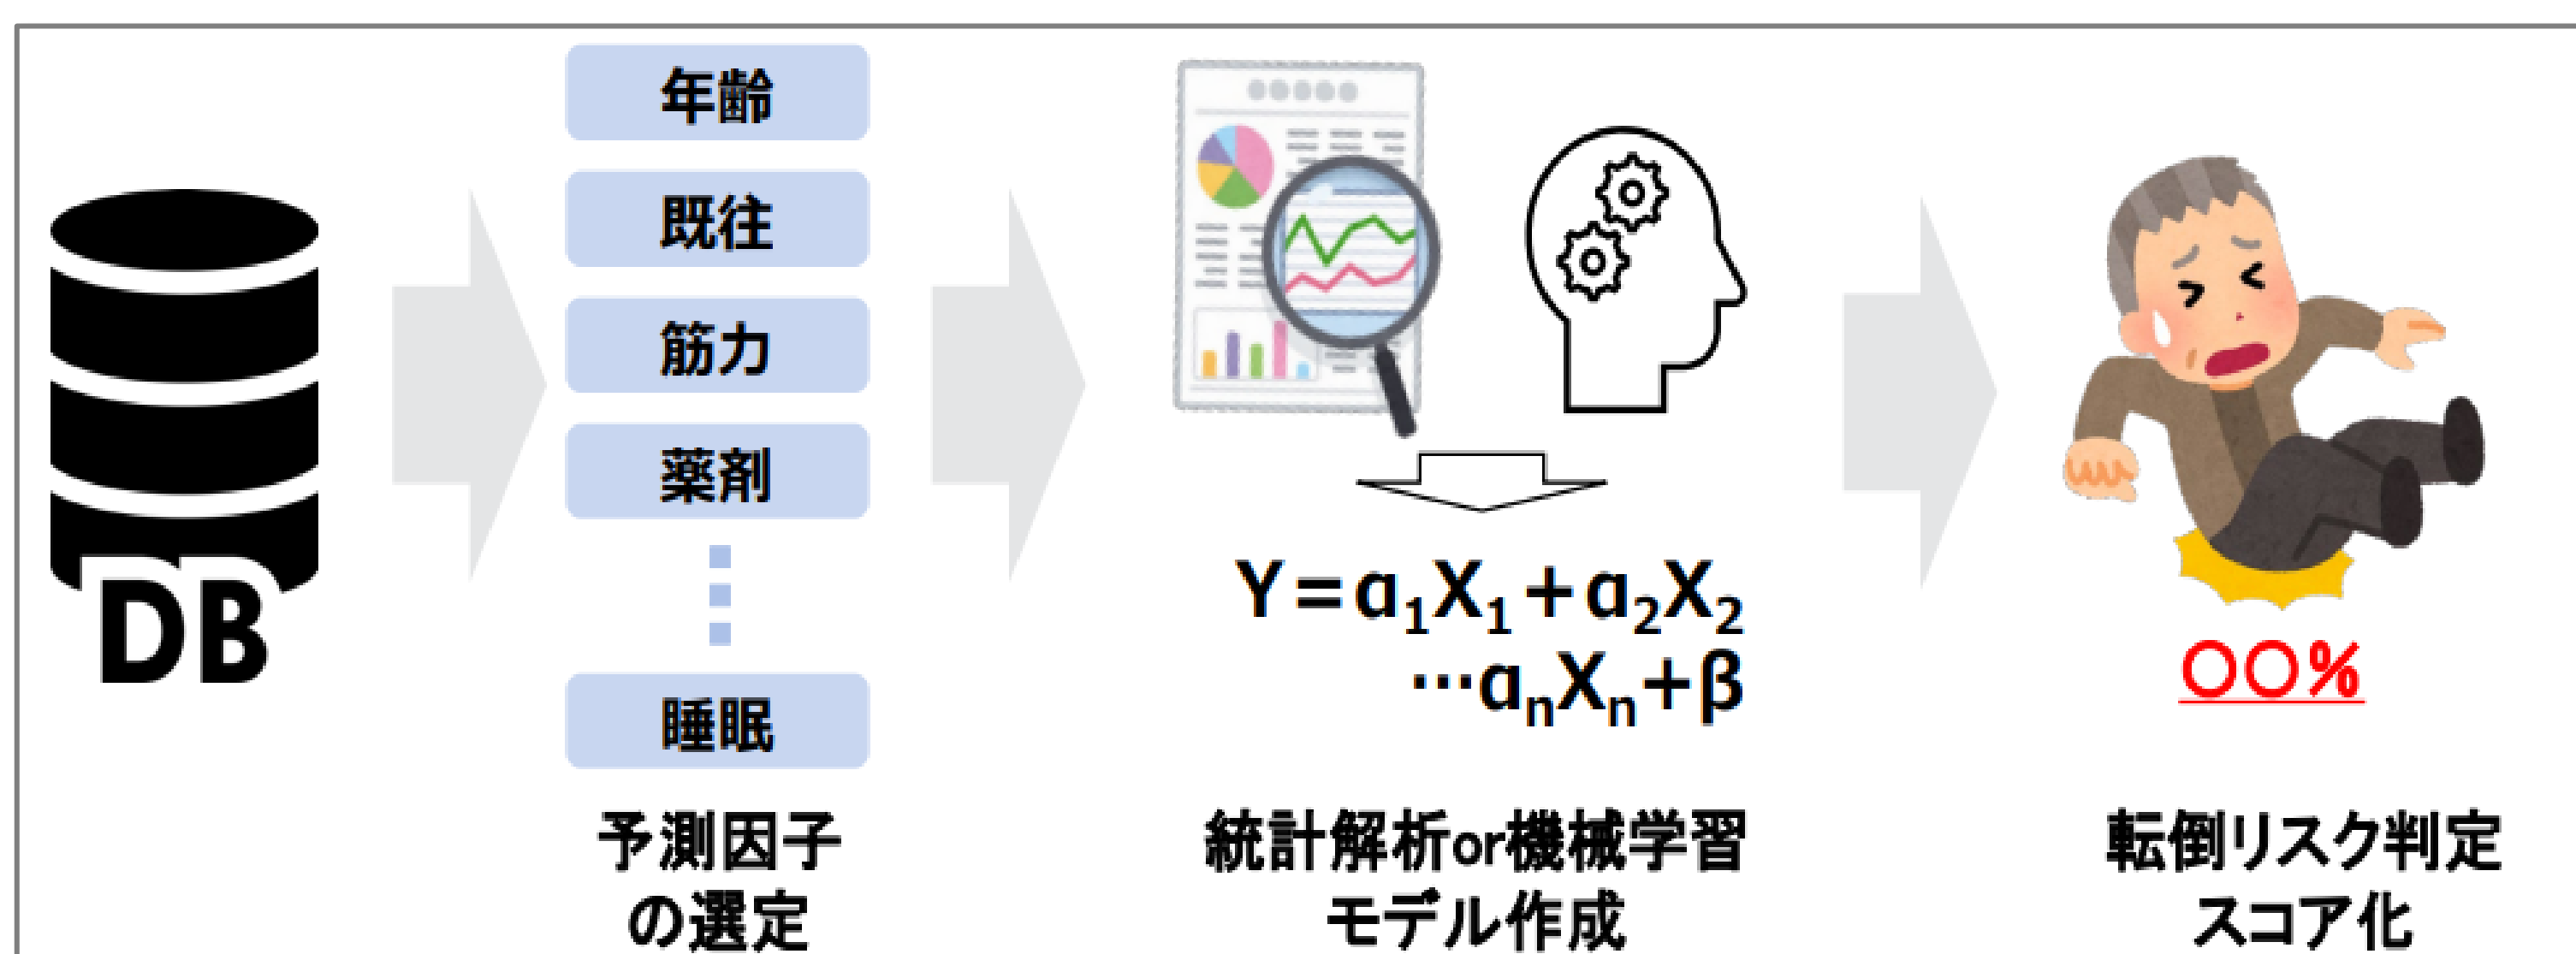 DB
年齢
既往
筋力
薬剤
睡眠
予測因子
の選定
Y=α₁X₁+α₂X₂
…αₙXₙ+β
統計解析or機械学習
モデル作成
〇〇%
転倒リスク判定
スコア化